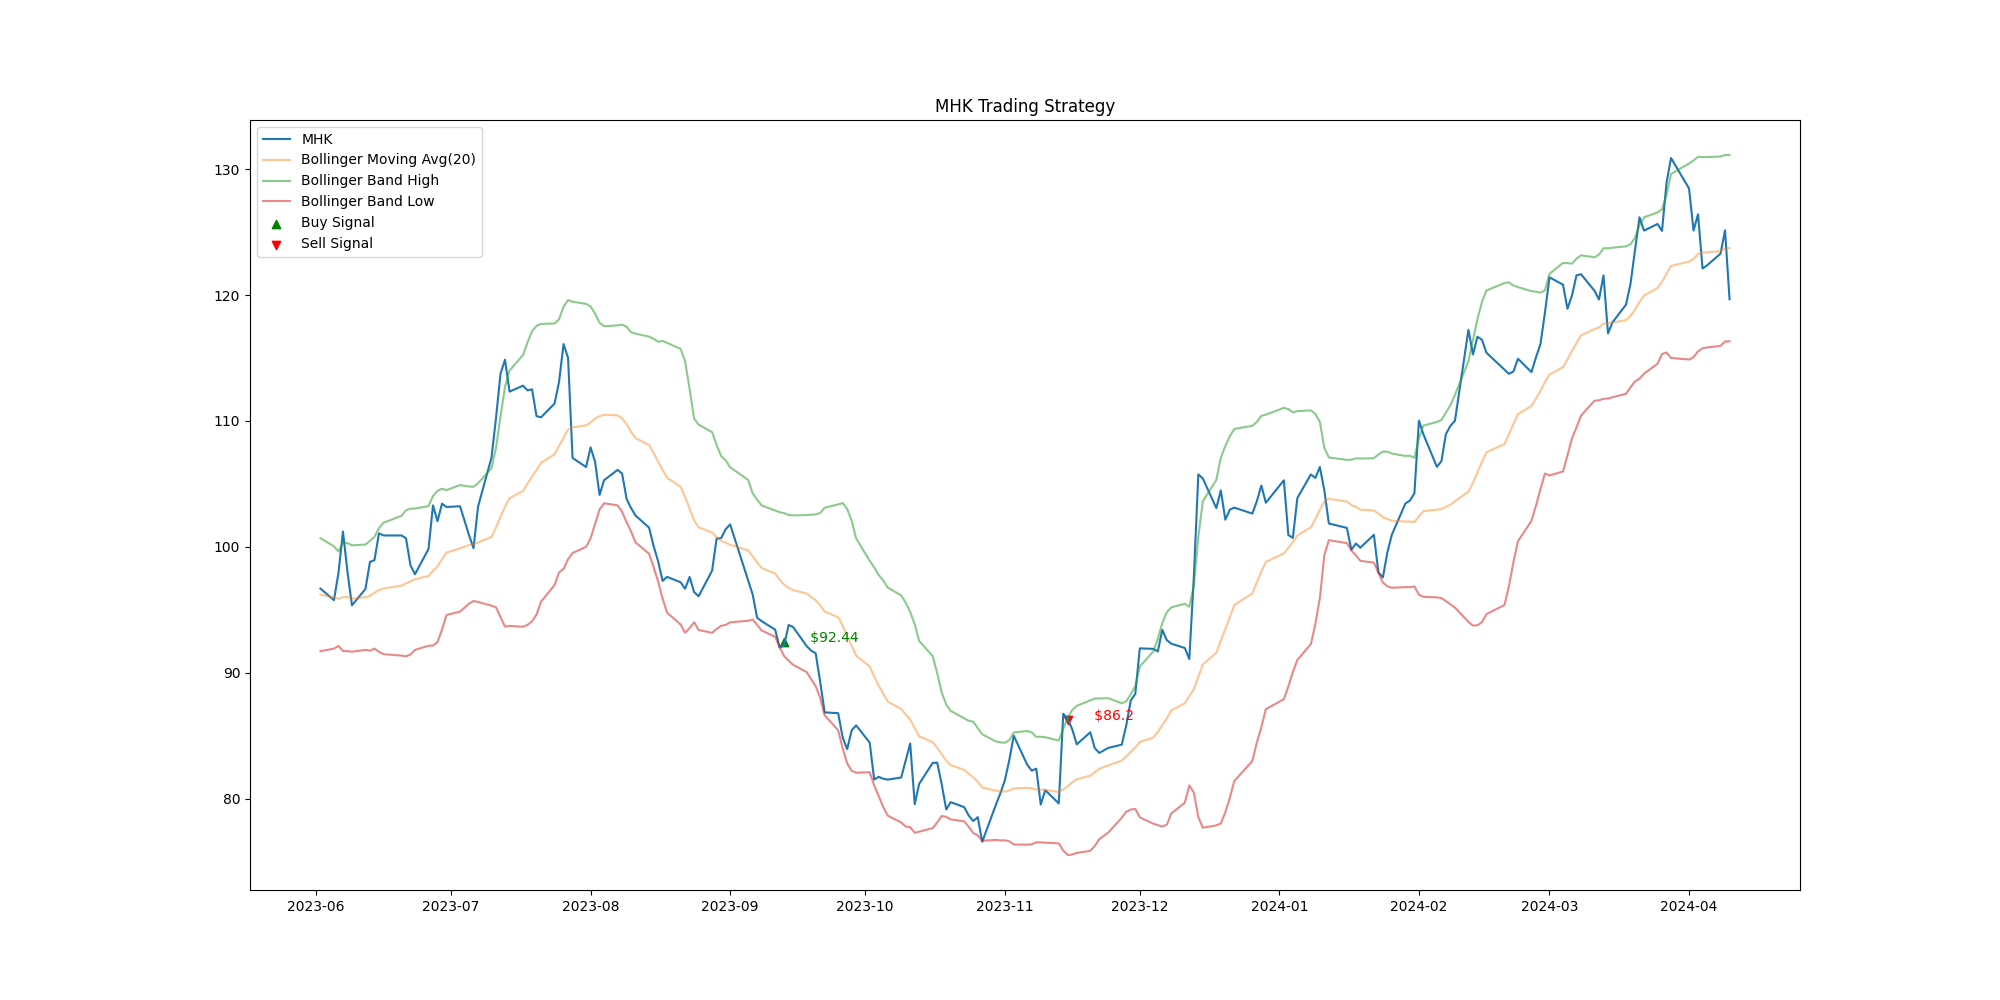 MHK Trading Strategy
MHK
Bollinger Moving Avg(20)
Bollinger Band High
Bollinger Band Low
Buy Signal
Sell Signal
130
120
110
100
90
80
$92.44
$86.2
2023-06 2023-07 2023-08 2023-09 2023-10 2023-11 2023-12 2024-01 2024-02 2024-03 2024-04